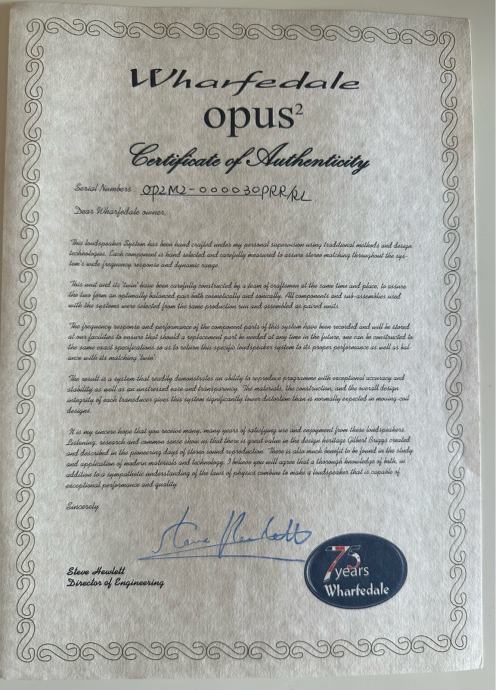 Wharfedale
opus²
Certificate of Authenticity
Serial Numbers OP2M2-000030PRR/RL
Dear Wharfedale owner,
This loudspeaker System has been hand crafted under my personal supervision using traditional methods and design
technologies. Each component is hand selected and carefully measured to assure stereo matching throughout the sys-
tem's wide frequency response and dynamic range.
This unit and its 'twin' have been carefully constructed by a team of craftsmen at the same time and place, to assure
the two form an optimally balanced pair both cosmetically and sonically. All components and sub-assemblies used
with the systems were selected from the same production run and assembled as paired units.
The frequency response and performance of the component parts of this system have been recorded and will be stored
at our facilities to ensure that should a replacement part be needed at any time in the future, one can be constructed to
the same exact specifications so as to return this specific loudspeaker system to its proper performance as well as bal-
ance with its matching 'twin'.
The result is a system that readily demonstrates an ability to reproduce programme with exceptional accuracy and
stability as well as an unstressed ease and transparency. The materials, the construction, and the overall design
integrity of each transducer gives this system significantly lower distortion than is normally expected in moving-coil
designs.
It is my sincere hope that you receive many, many years of satisfying use and enjoyment from these loudspeakers.
Listening, research and common sense show us that there is great value in the design heritage Gilbert Briggs created
and described in the pioneering days of stereo sound reproduction. There is also much benefit to be found in the study
and application of modern materials and technology. I believe you will agree that a thorough knowledge of both, in
addition to a sympathetic understanding of the laws of physics combine to make a loudspeaker that is capable of
exceptional performance and quality.
Sincerely
Steve Hewlett
Steve Hewlett
Director of Engineering
75
years
Wharfedale